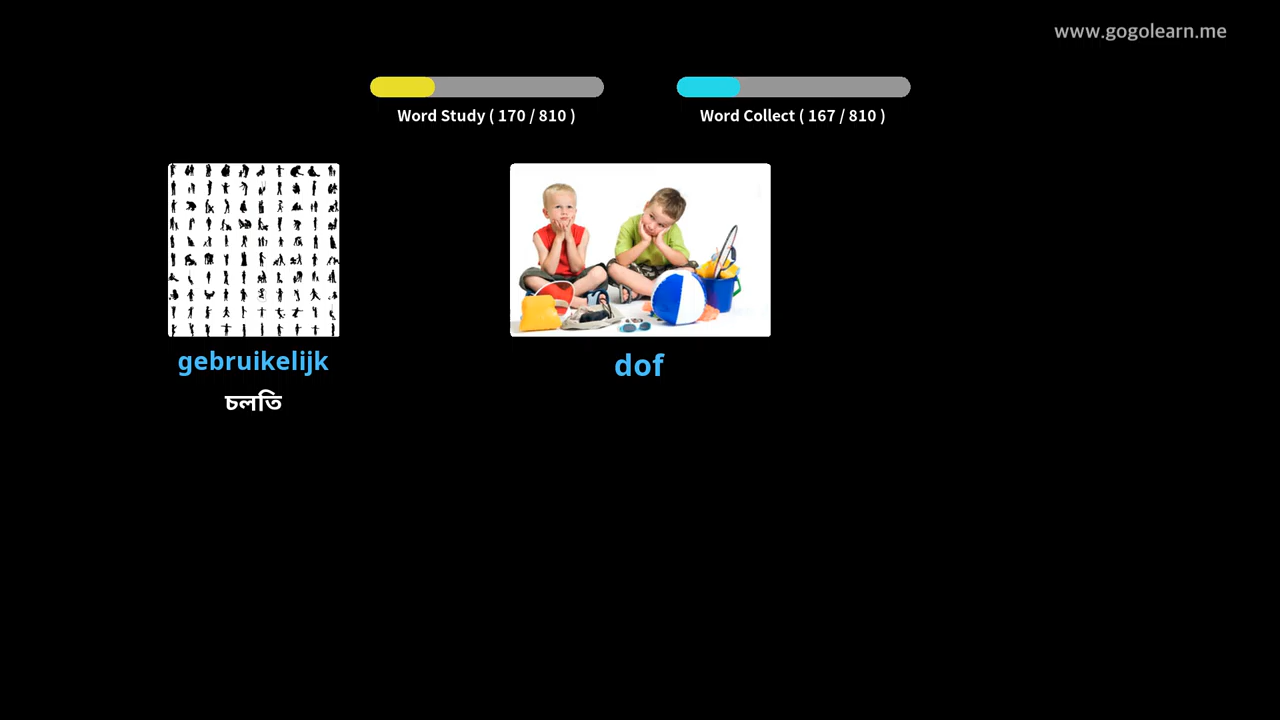 www.gogolearn.me
Word Study ( 170 / 810 )
Word Collect ( 167 / 810 )
gebruikelijk
dof
চলতি